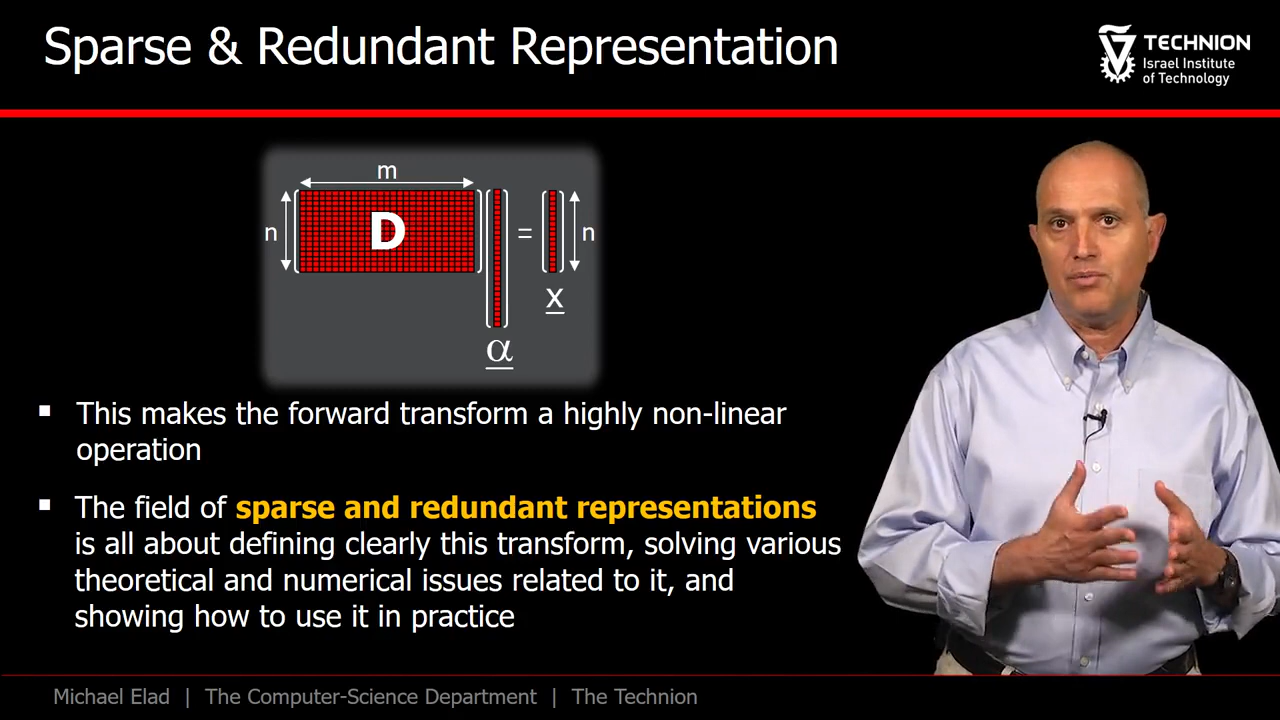 Sparse & Redundant Representation
TECHNION
Israel Institute
of Technology
m
n
D
=
n
x
α
▪ This makes the forward transform a highly non-linear
operation
▪ The field of sparse and redundant representations
is all about defining clearly this transform, solving various
theoretical and numerical issues related to it, and
showing how to use it in practice
Michael Elad | The Computer-Science Department | The Technion